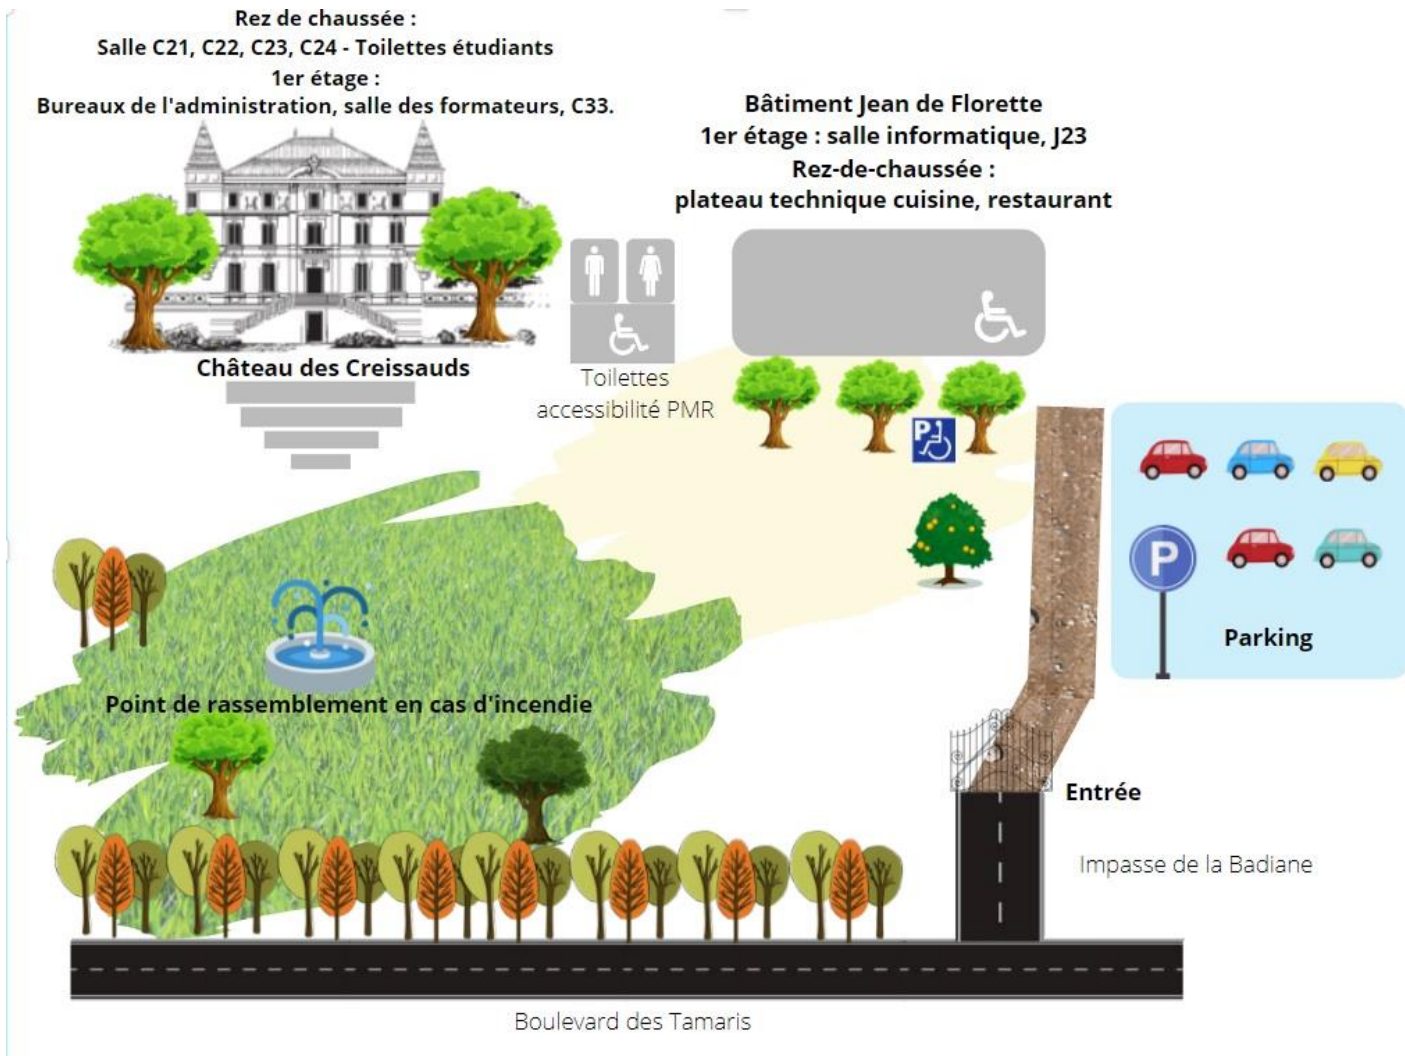 Rez de chaussée :
Salle C21, C22, C23, C24 - Toilettes étudiants
1er étage :
Bureaux de l'administration, salle des formateurs, C33.
Bâtiment Jean de Florette
1er étage : salle informatique, J23
Rez-de-chaussée :
plateau technique cuisine, restaurant
Château des Creissauds
Toilettes
accessibilité PMR
P
P
Parking
Point de rassemblement en cas d'incendie
Entrée
Impasse de la Badiane
Boulevard des Tamaris